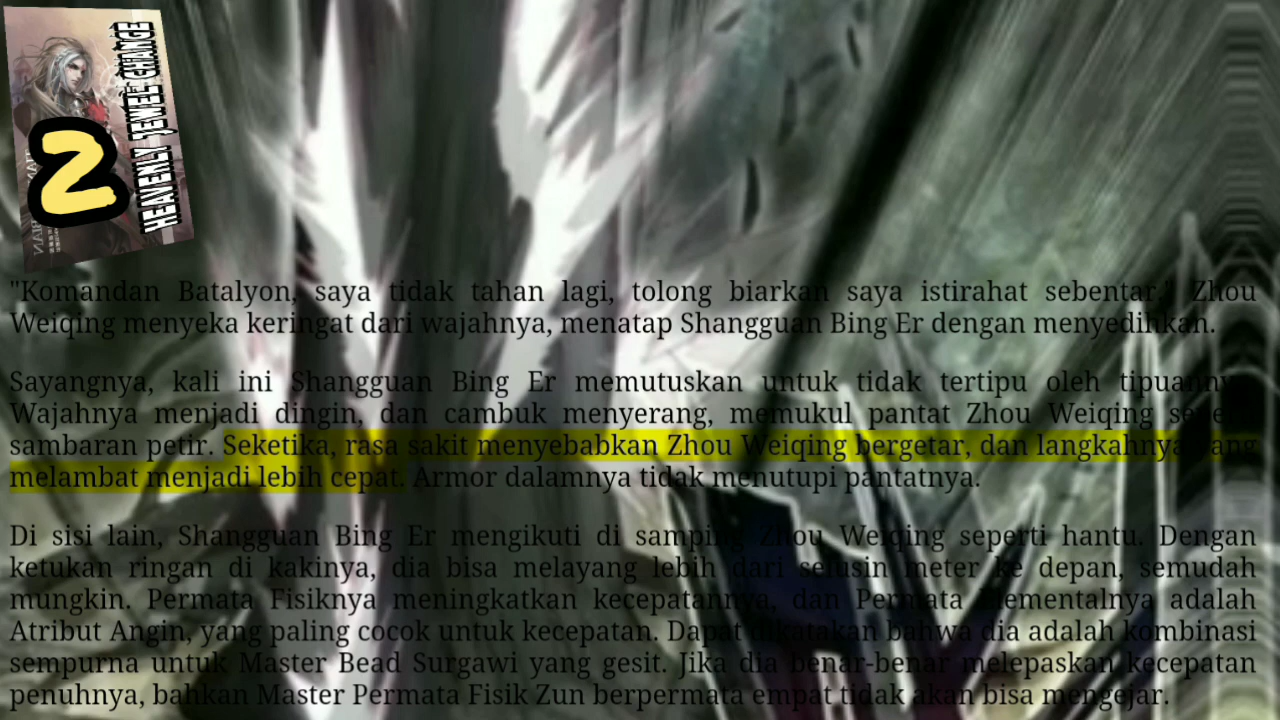 2
HEAVENLY JEWEL CHANGE
"Komandan Batalyon, saya tidak tahan lagi, tolong biarkan saya istirahat sebentar." Zhou
Weiqing menyeka keringat dari wajahnya, menatap Shangguan Bing Er dengan menyedihkan.
Sayangnya, kali ini Shangguan Bing Er memutuskan untuk tidak tertipu oleh tipuannya.
Wajahnya menjadi dingin, dan cambuk menyerang, memukul pantat Zhou Weiqing seperti
sambaran petir. Seketika, rasa sakit menyebabkan Zhou Weiqing bergetar, dan langkahnya yang
melambat menjadi lebih cepat. Armor dalamnya tidak menutupi pantatnya.
Di sisi lain, Shangguan Bing Er mengikuti di samping Zhou Weiqing seperti hantu. Dengan
ketukan ringan di kakinya, dia bisa melayang lebih dari selusin meter ke depan, semudah
mungkin. Permata Fisiknya meningkatkan kecepatannya, dan Permata Elementalnya adalah
Atribut Angin, yang paling cocok untuk kecepatan. Dapat dikatakan bahwa dia adalah kombinasi
sempurna untuk Master Bead Surgawi yang gesit. Jika dia benar-benar melepaskan kecepatan
penuhnya, bahkan Master Permata Fisik Zun berpermata empat tidak akan bisa mengejar.